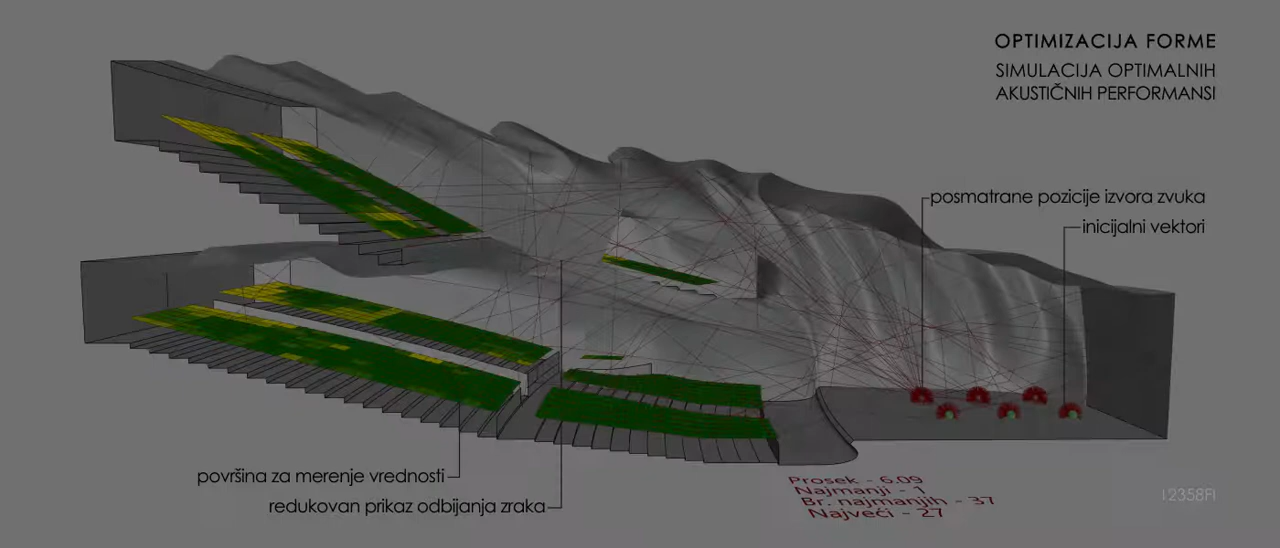 OPTIMIZACIJA FORME
SIMULACIJA OPTIMALNIH
AKUSTIČNIH PERFORMANSI
posmatrane pozicije izvora zvuka
inicijalni vektori
površina za merenje vrednosti
redukovan prikaz odbijanja zraka
Prosek - 6.09
Najmanji - 1
Br. najmanjih - 37
Najveći - 27
12358FI